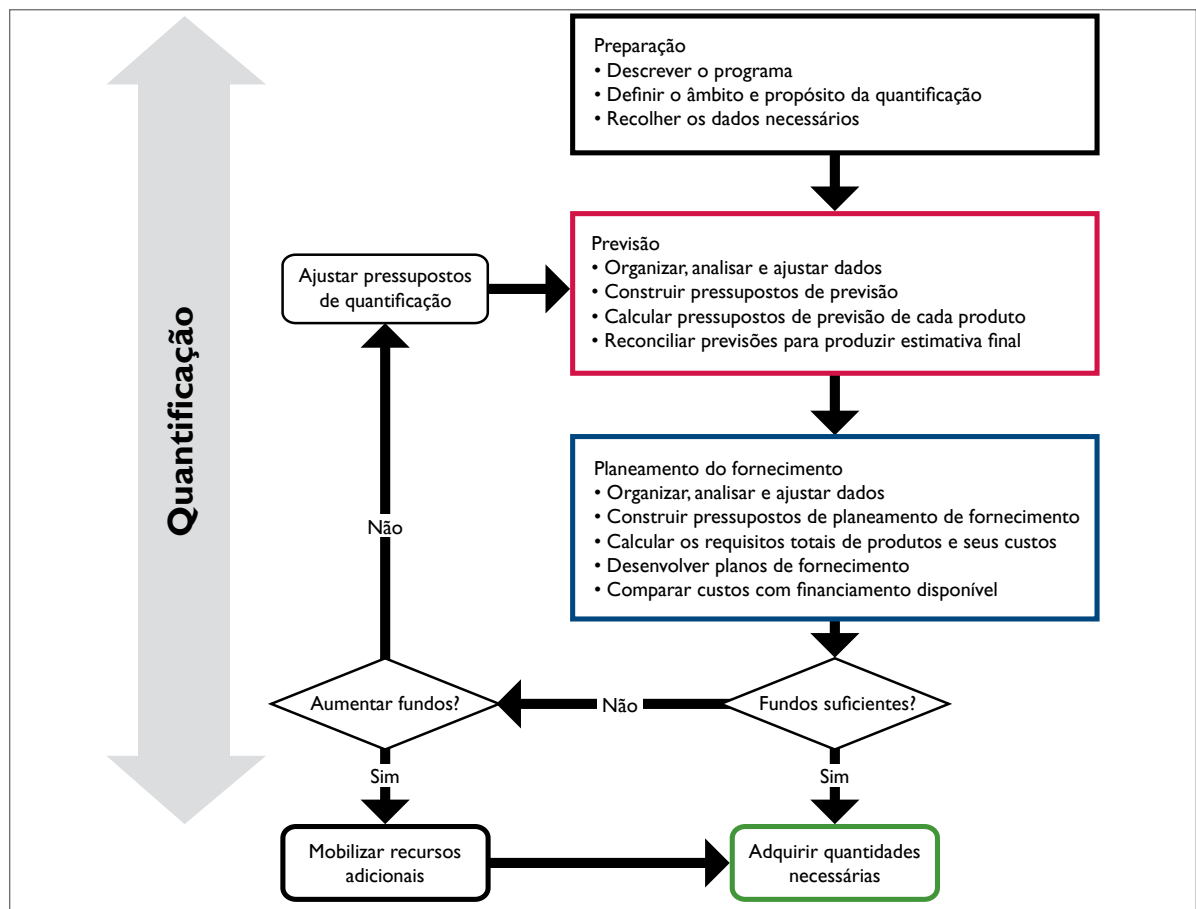 Quantificação
Preparação
• Descrever o programa
• Definir o âmbito e propósito da quantificação
• Recolher os dados necessários
Previsão
• Organizar, analisar e ajustar dados
• Construir pressupostos de previsão
• Calcular pressupostos de previsão de cada produto
• Reconciliar previsões para produzir estimativa final
Ajustar pressupostos
de quantificação
Planeamento do fornecimento
• Organizar, analisar e ajustar dados
• Construir pressupostos de planeamento de fornecimento
• Calcular os requisitos totais de produtos e seus custos
• Desenvolver planos de fornecimento
• Comparar custos com financiamento disponível
Não
Aumentar fundos?
Não
Fundos suficientes?
Sim
Sim
Mobilizar recursos
adicionais
Adquirir quantidades
necessárias